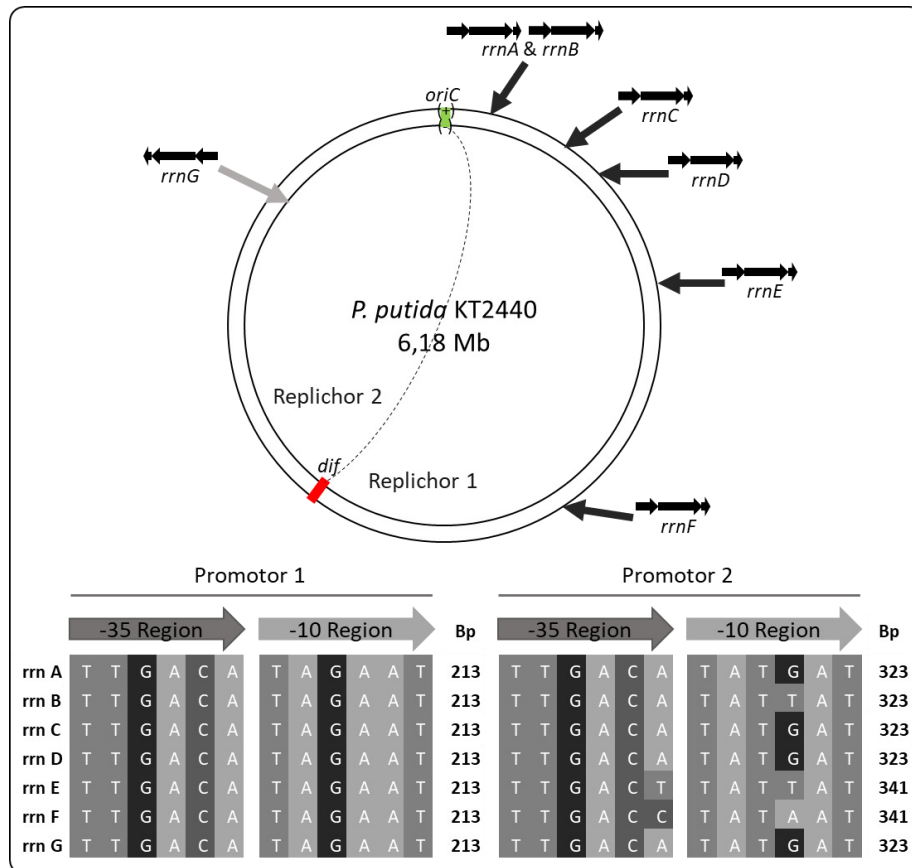 rrnA & rrnB
oriC
(+)
(-)
rrnC
rrnG
rrnD
rrnE
P. putida KT2440
6,18 Mb
Replichor 2
dif
Replichor 1
rrnF
Promotor 1 Promotor 2
-35 Region -10 Region Bp -35 Region -10 Region Bp
rrn A T T G A C A T A G A A T 213 T T G A C A T A T G A T 323
rrn B T T G A C A T A G A A T 213 T T G A C A T A T T A T 323
rrn C T T G A C A T A G A A T 213 T T G A C A T A T G A T 323
rrn D T T G A C A T A G A A T 213 T T G A C A T A T G A T 323
rrn E T T G A C A T A G A A T 213 T T G A C T T A T T A T 341
rrn F T T G A C A T A G A A T 213 T T G A C C T A T A A T 341
rrn G T T G A C A T A G A A T 213 T T G A C A T A T G A T 323